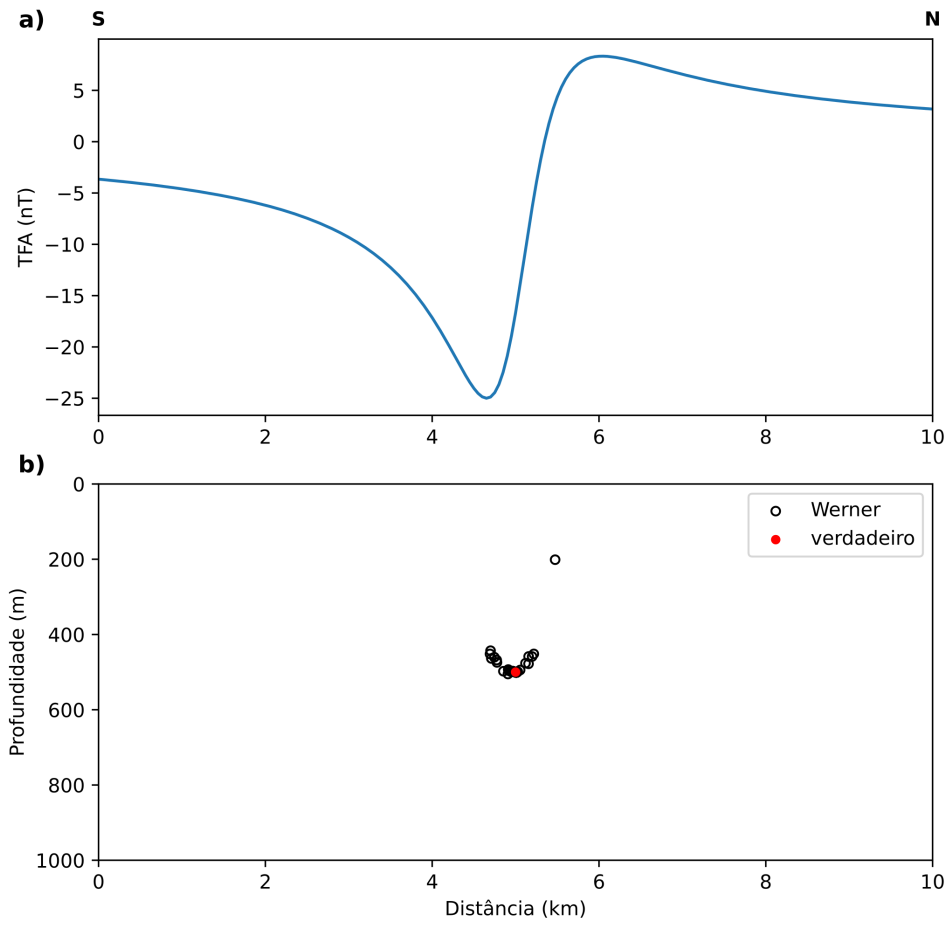 a)
S
N
TFA (nT)
5
0
−5
−10
−15
−20
−25
0 2 4 6 8 10
b)
Werner
verdadeiro
Profundidade (m)
0
200
400
600
800
1000
0 2 4 6 8 10
Distância (km)